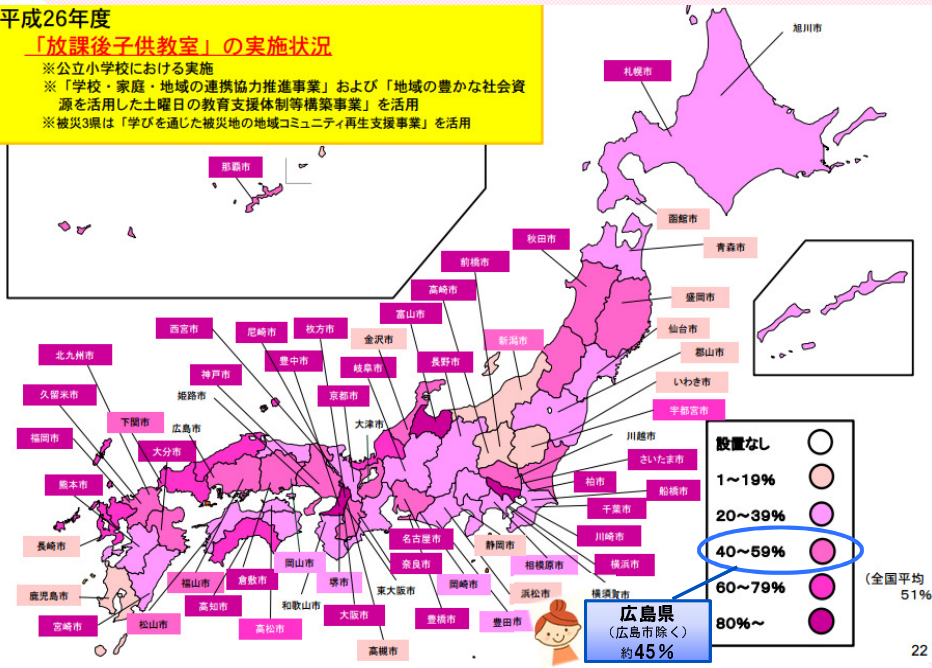 平成26年度
「放課後子供教室」の実施状況
※公立小学校における実施
※「学校・家庭・地域の連携協力推進事業」および「地域の豊かな社会資
源を活用した土曜日の教育支援体制等構築事業」を活用
※被災3県は「学びを通じた被災地の地域コミュニティ再生支援事業」を活用
旭川市
札幌市
那覇市
函館市
秋田市
青森市
前橋市
高崎市
盛岡市
富山市
西宮市
尼崎市
枚方市
金沢市
新潟市
仙台市
北九州市
豊中市
岐阜市
長野市
郡山市
神戸市
久留米市
姫路市
京都市
いわき市
下関市
広島市
大津市
宇都宮市
福岡市
大分市
川越市
さいたま市
熊本市
柏市
船橋市
千葉市
長崎市
名古屋市
静岡市
川崎市
岡山市
奈良市
相模原市
横浜市
福山市
倉敷市
堺市
東大阪市
岡崎市
鹿児島市
高知市
和歌山市
浜松市
横須賀市
宮崎市
松山市
高松市
大阪市
豊橋市
豊田市
高槻市
設置なし
1～19%
20～39%
40～59%
60～79%
80%～
(全国平均
51%
広島県
(広島市除く)
約45%
22